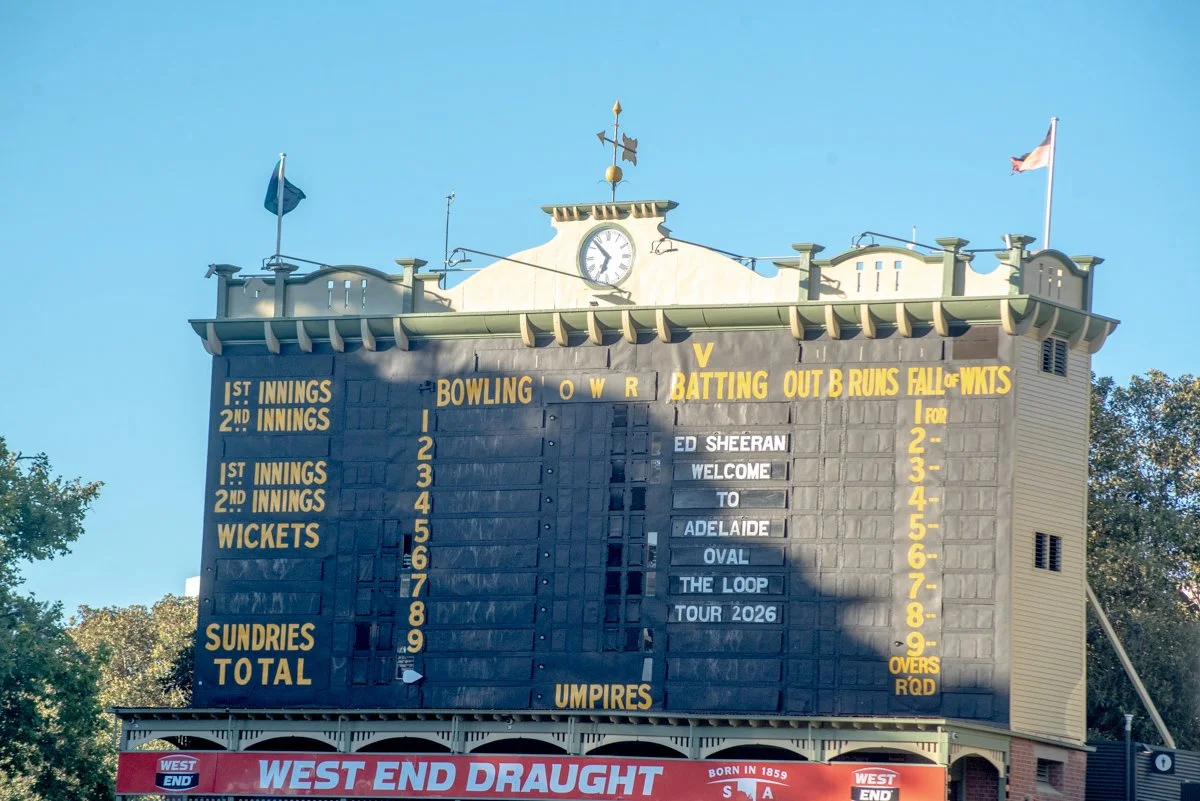 V
1ST INNINGS
2ND INNINGS
BOWLING O W R BATTING OUT B RUNS FALL OF WKTS
1
1 FOR
2
ED SHEERAN
2-
1ST INNINGS
3
WELCOME
3-
2ND INNINGS
4
TO
4-
WICKETS
5
ADELAIDE
5-
6
OVAL
6-
7
THE LOOP
7-
8
TOUR 2026
8-
SUNDRIES
9
9-
TOTAL
OVERS
R'QD
UMPIRES
WEST END
WEST END DRAUGHT
BORN IN 1859
S A
WEST END